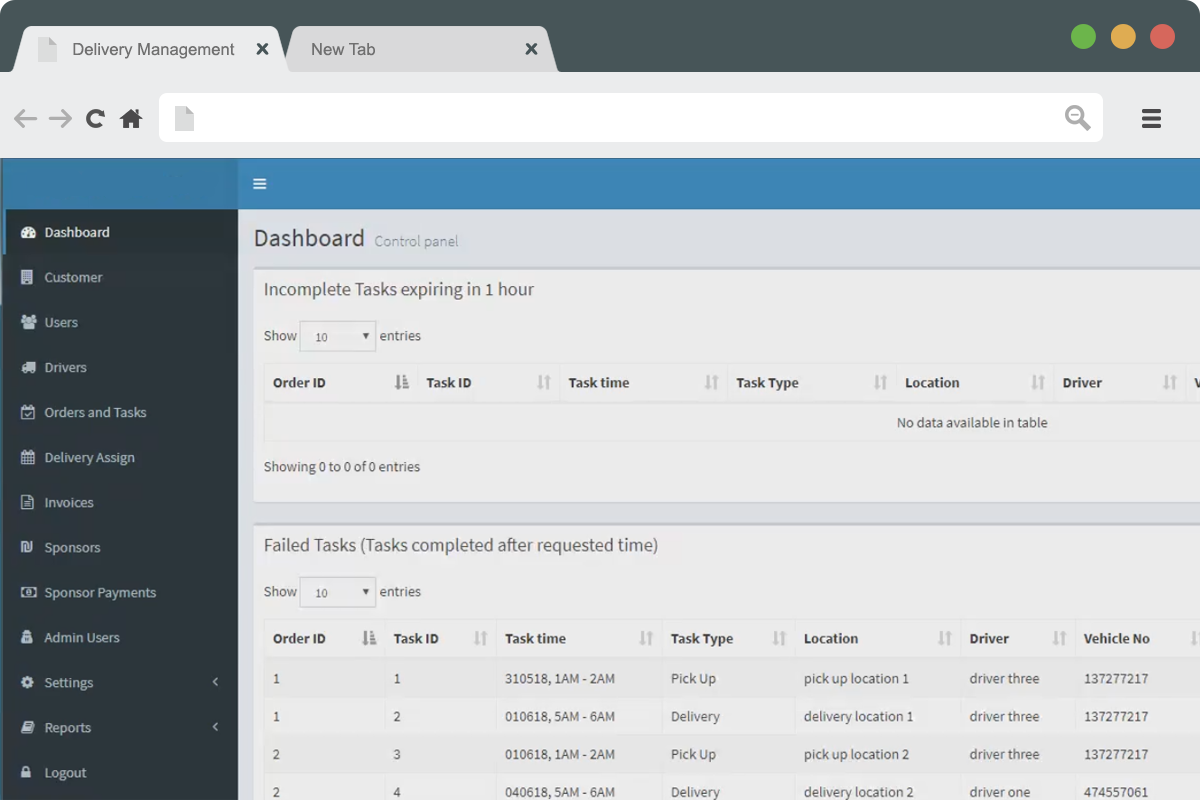 Delivery Management
New Tab
Dashboard
Customer
Users
Drivers
Orders and Tasks
Delivery Assign
Invoices
Sponsors
Sponsor Payments
Admin Users
Settings
Reports
Logout
Dashboard Control panel
Incomplete Tasks expiring in 1 hour
Show 10 entries
Order ID Task ID Task time Task Type Location Driver
No data available in table
Showing 0 to 0 of 0 entries
Failed Tasks (Tasks completed after requested time)
Show 10 entries
Order ID Task ID Task time Task Type Location Driver Vehicle No
1 1 310518, 1AM - 2AM Pick Up pick up location 1 driver three 137277217
1 2 010618, 5AM - 6AM Delivery delivery location 1 driver three 137277217
2 3 010618, 1AM - 2AM Pick Up pick up location 2 driver three 137277217
2 4 040618, 5AM - 6AM Delivery delivery location 2 driver one 474557061